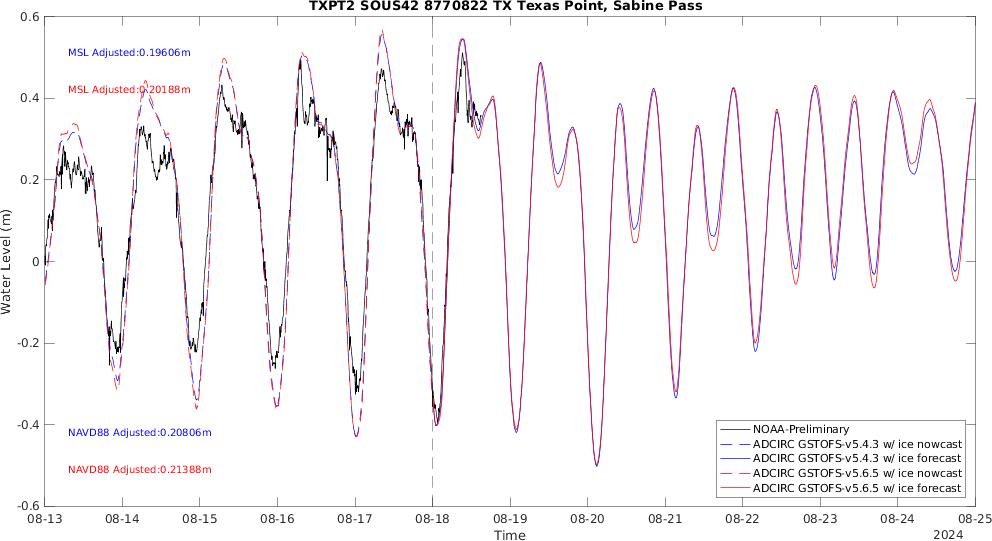 TXPT2 SOUS42 8770822 TX Texas Point, Sabine Pass
0.6
0.4
0.2
0
-0.2
-0.4
-0.6
Water Level (m)
MSL Adjusted:0.19606m
MSL Adjusted:0.20188m
NAVD88 Adjusted:0.20806m
NAVD88 Adjusted:0.21388m
NOAA-Preliminary
ADCIRC GSTOFS-v5.4.3 w/ ice nowcast
ADCIRC GSTOFS-v5.4.3 w/ ice forecast
ADCIRC GSTOFS-v5.6.5 w/ ice nowcast
ADCIRC GSTOFS-v5.6.5 w/ ice forecast
08-13 08-14 08-15 08-16 08-17 08-18 08-19 08-20 08-21 08-22 08-23 08-24 08-25
Time
2024